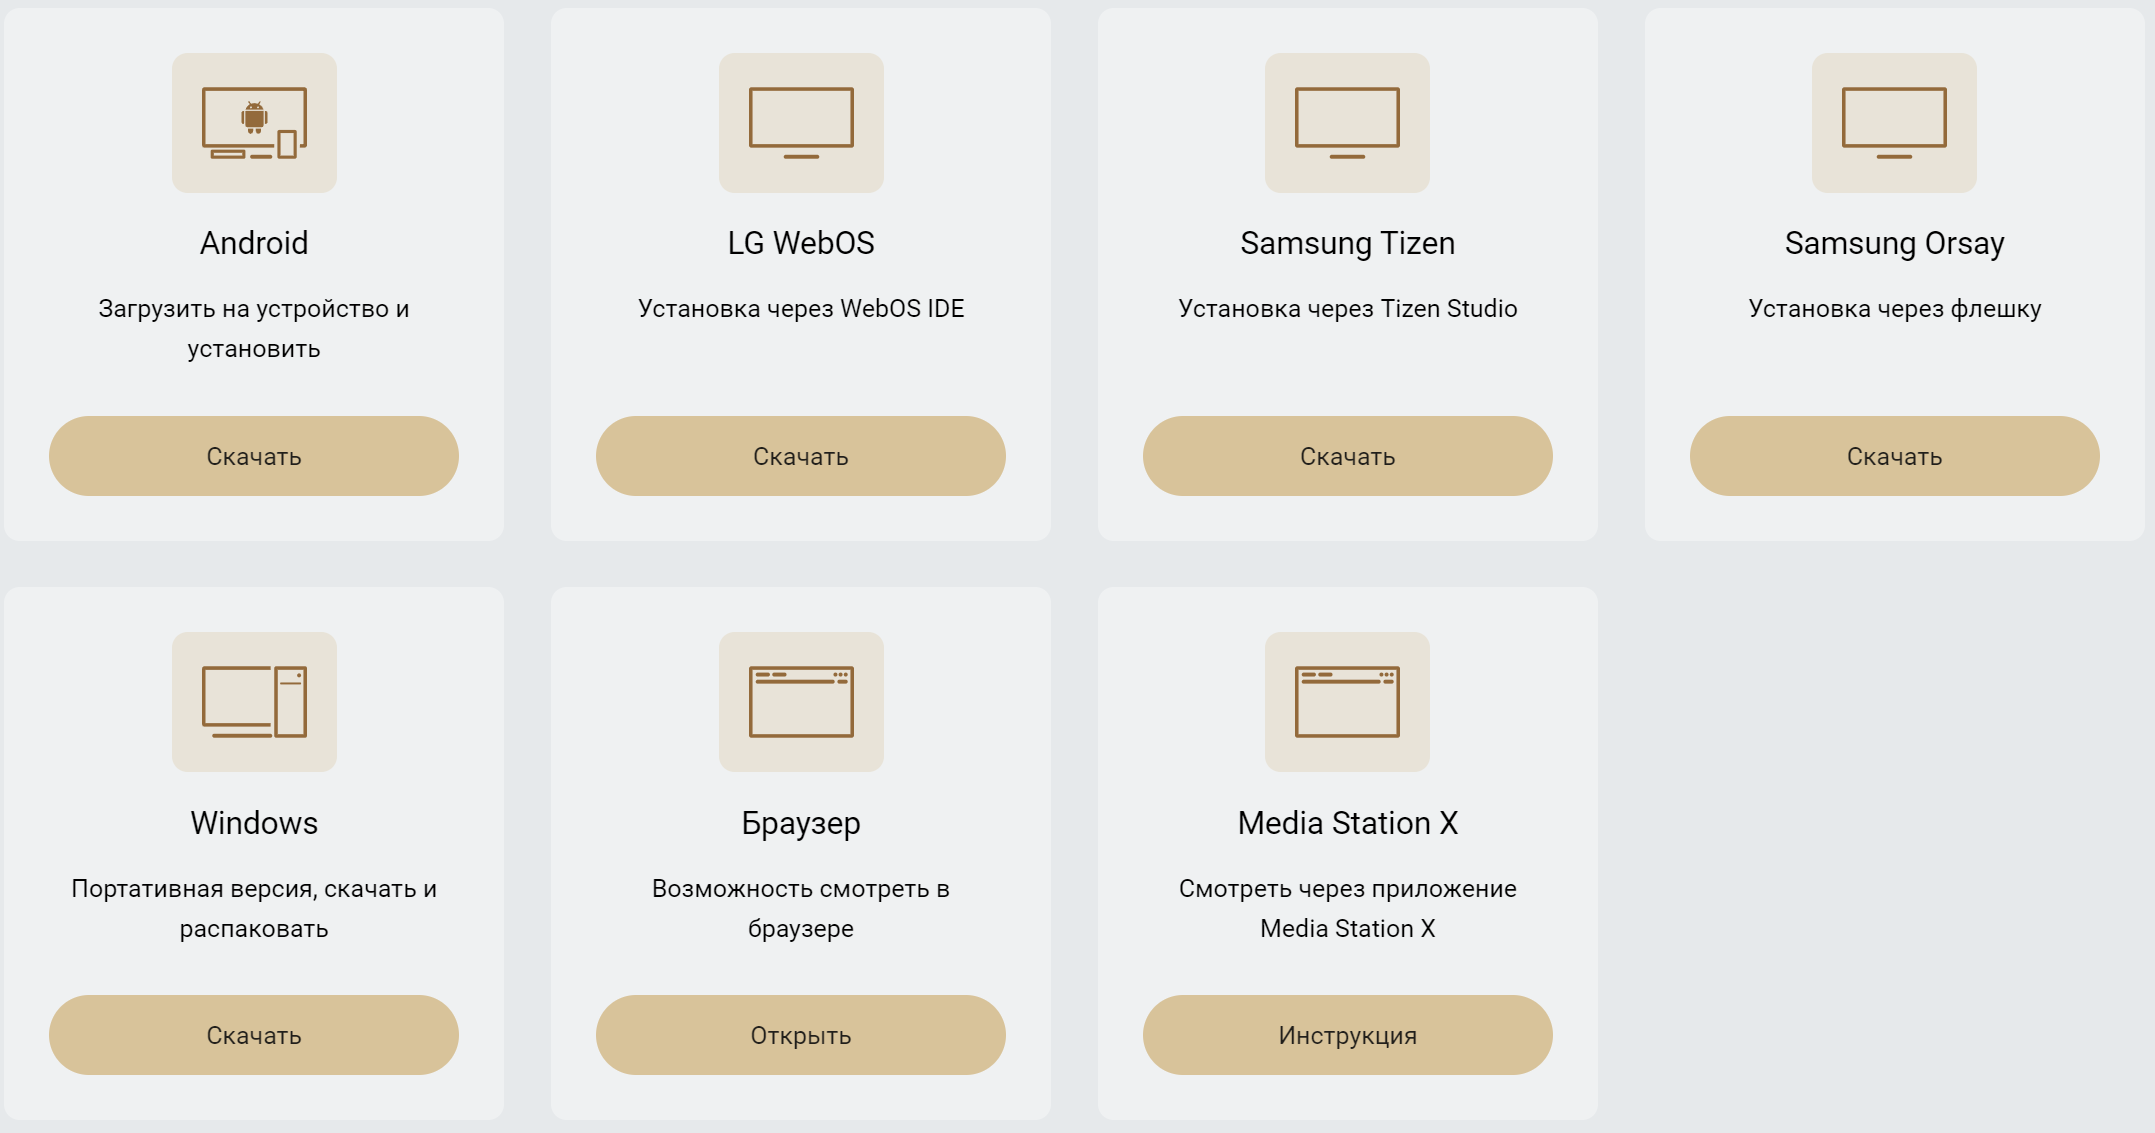 Android
Загрузить на устройство и
установить
Скачать
LG WebOS
Установка через WebOS IDE
Скачать
Samsung Tizen
Установка через Tizen Studio
Скачать
Samsung Orsay
Установка через флешку
Скачать
Windows
Портативная версия, скачать и
распаковать
Скачать
Браузер
Возможность смотреть в
браузере
Открыть
Media Station X
Смотреть через приложение
Media Station X
Инструкция